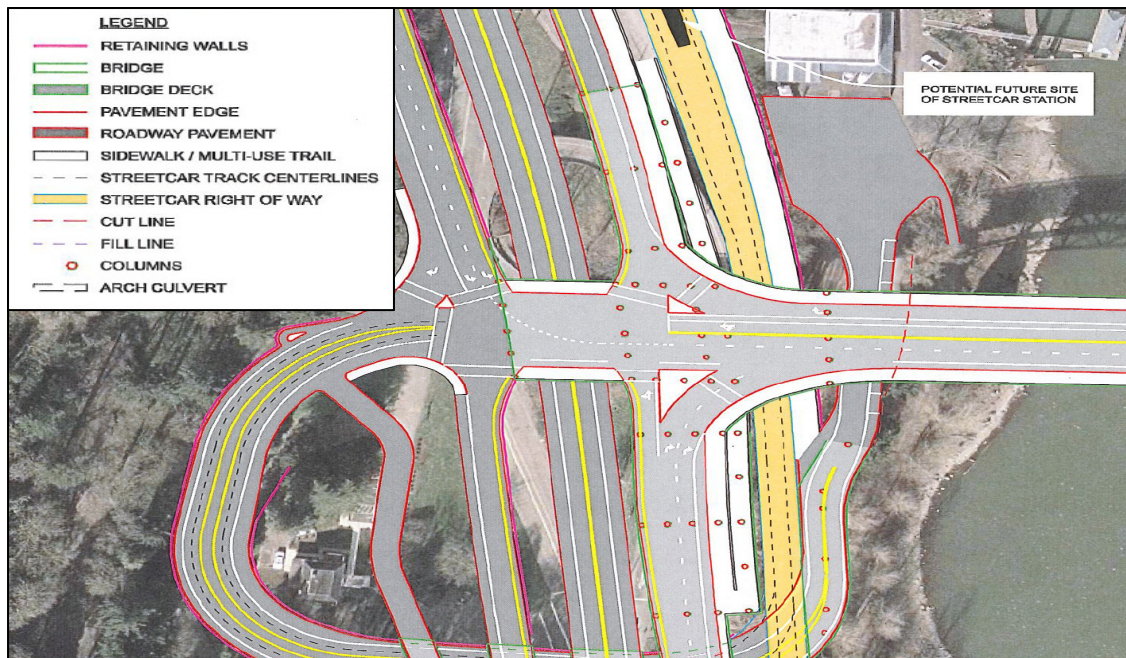 LEGEND
RETAINING WALLS
BRIDGE
BRIDGE DECK
PAVEMENT EDGE
ROADWAY PAVEMENT
SIDEWALK / MULTI-USE TRAIL
STREETCAR TRACK CENTERLINES
STREETCAR RIGHT OF WAY
CUT LINE
FILL LINE
COLUMNS
ARCH CULVERT
POTENTIAL FUTURE SITE
OF STREETCAR STATION